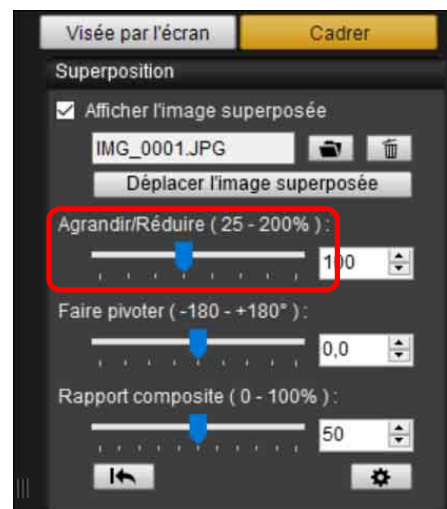 Visée par l'écran Cadrer
Superposition
Afficher l'image superposée
IMG_0001.JPG
Déplacer l'image superposée
Agrandir/Réduire ( 25 - 200% ) :
100
Faire pivoter ( -180 - +180° ) :
0,0
Rapport composite ( 0 - 100% ) :
50